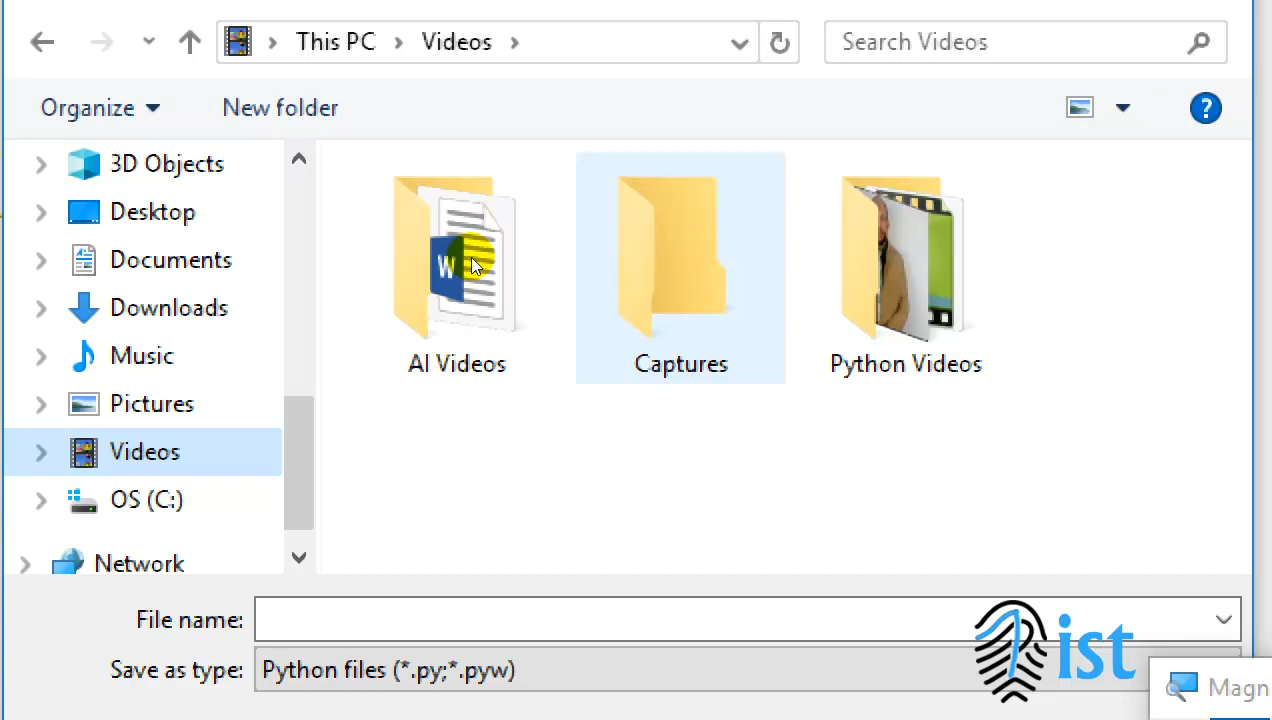 This PC
Videos
Search Videos
Organize
New folder
?
3D Objects
Desktop
Documents
Downloads
Music
Pictures
Videos
OS (C:)
Network
W
AI Videos
Captures
Python Videos
File name:
Save as type:
Python files (*.py;*.pyw)
1ist
Magn